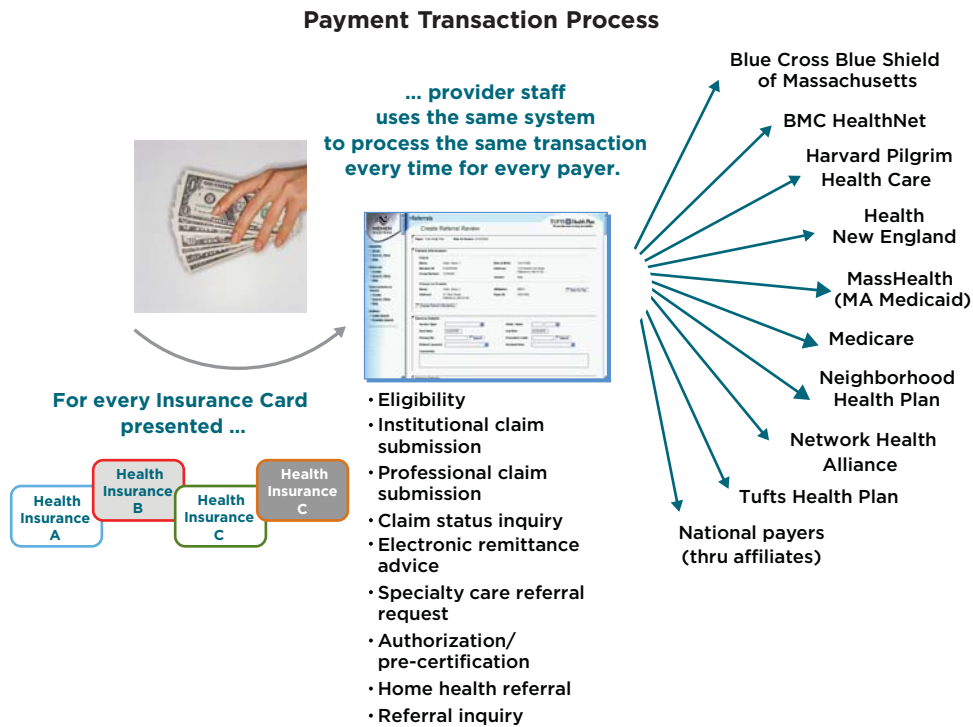 Payment Transaction Process
... provider staff
uses the same system
to process the same transaction
every time for every payer.
For every Insurance Card
presented ...
Health
Insurance
A
Health
Insurance
B
Health
Insurance
C
Health
Insurance
C
Referrals
Create Referral Review
TUFTS Health Plan
· Eligibility
· Institutional claim
submission
· Professional claim
submission
· Claim status inquiry
· Electronic remittance
advice
· Specialty care referral
request
· Authorization/
pre-certification
· Home health referral
· Referral inquiry
Blue Cross Blue Shield
of Massachusetts
BMC HealthNet
Harvard Pilgrim
Health Care
Health
New England
MassHealth
(MA Medicaid)
Medicare
Neighborhood
Health Plan
Network Health
Alliance
Tufts Health Plan
National payers
(thru affiliates)